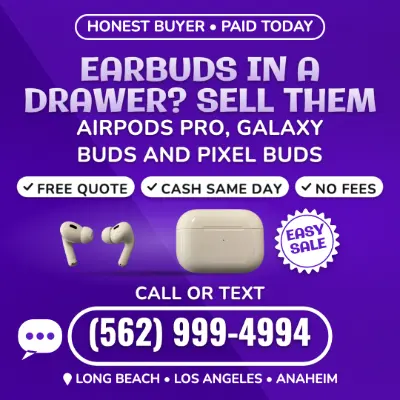 HONEST BUYER • PAID TODAY
EARBUDS IN A
DRAWER? SELL THEM
AIRPODS PRO, GALAXY
BUDS AND PIXEL BUDS
✓ FREE QUOTE ✓ CASH SAME DAY ✓ NO FEES
EASY
SALE
CALL OR TEXT
(562) 999-4994
LONG BEACH • LOS ANGELES • ANAHEIM